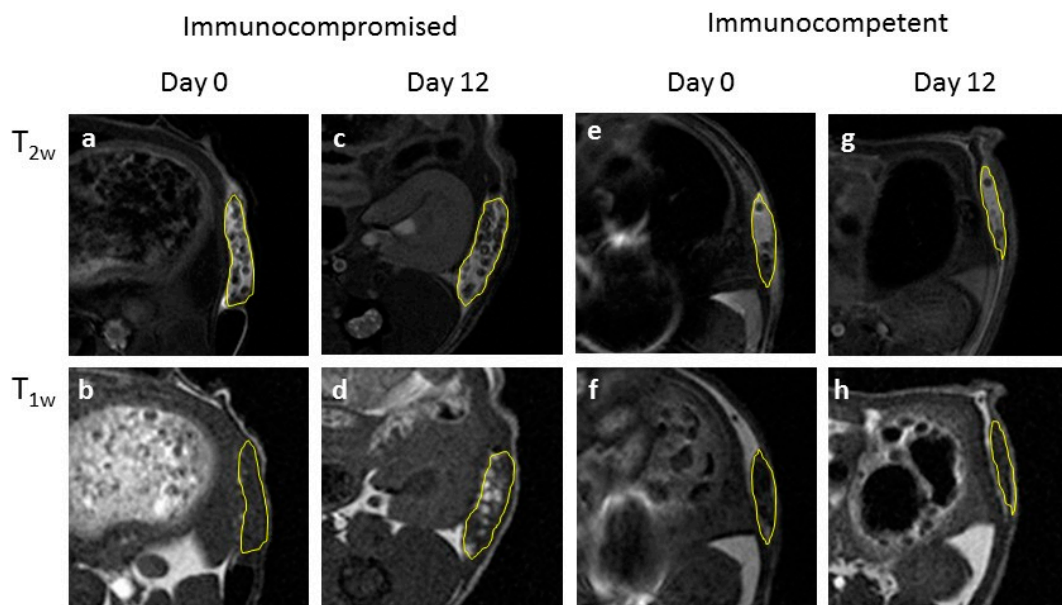 Immunocompromised Immunocompetent
Day 0 Day 12 Day 0 Day 12
T2w a c e g
T1w b d f h